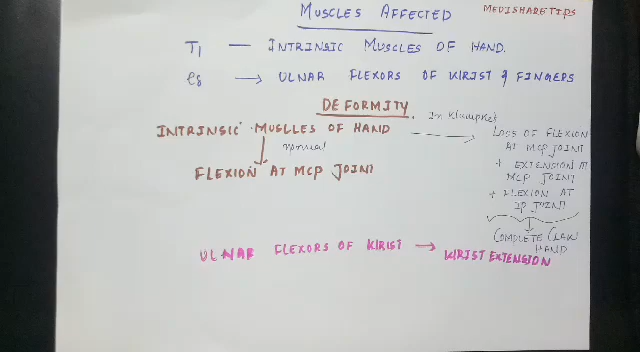 MUSCLES AFFECTED
MEDISHARETIPS
T1 — INTRINSIC MUSCLES OF HAND.
C8 → ULNAR FLEXORS OF WRIST & FINGERS
DEFORMITY.
In Klumpke
INTRINSIC MUSCLES OF HAND
normal
FLEXION AT MCP JOINT
LOSS OF FLEXION
AT MCP JOINT
+ EXTENSION AT
MCP JOINT
+ FLEXION AT
IP JOINT
COMPLETE CLAW
HAND
ULNAR FLEXORS OF WRIST → WRIST EXTENSION